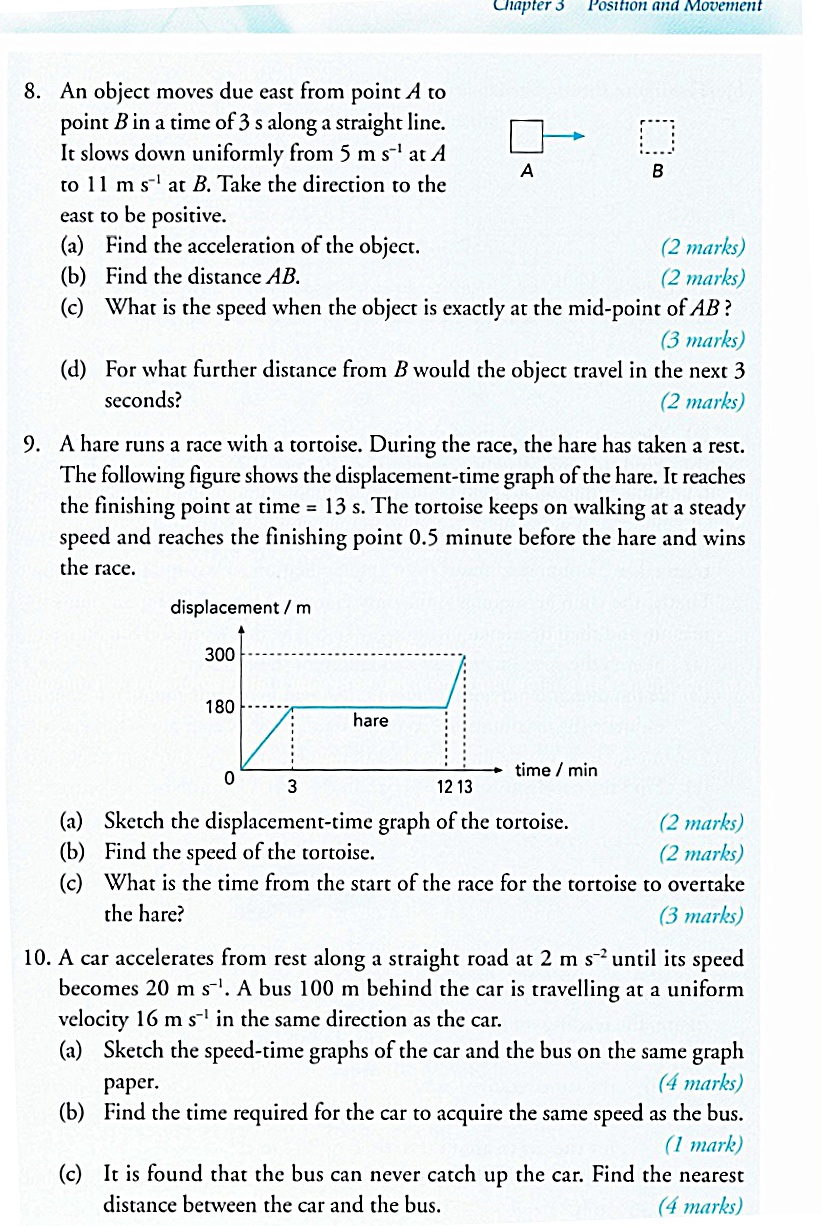 Chapter 3 Position and Movement
8. An object moves due east from point A to
point B in a time of 3 s along a straight line.
It slows down uniformly from 5 m s⁻¹ at A
to 11 m s⁻¹ at B. Take the direction to the
east to be positive.
A
B
(a) Find the acceleration of the object. (2 marks)
(b) Find the distance AB. (2 marks)
(c) What is the speed when the object is exactly at the mid-point of AB?
(3 marks)
(d) For what further distance from B would the object travel in the next 3
seconds? (2 marks)
9. A hare runs a race with a tortoise. During the race, the hare has taken a rest.
The following figure shows the displacement-time graph of the hare. It reaches
the finishing point at time = 13 s. The tortoise keeps on walking at a steady
speed and reaches the finishing point 0.5 minute before the hare and wins
the race.
displacement / m
300
180
hare
0
3
12 13
time / min
(a) Sketch the displacement-time graph of the tortoise. (2 marks)
(b) Find the speed of the tortoise. (2 marks)
(c) What is the time from the start of the race for the tortoise to overtake
the hare? (3 marks)
10. A car accelerates from rest along a straight road at 2 m s⁻² until its speed
becomes 20 m s⁻¹. A bus 100 m behind the car is travelling at a uniform
velocity 16 m s⁻¹ in the same direction as the car.
(a) Sketch the speed-time graphs of the car and the bus on the same graph
paper. (4 marks)
(b) Find the time required for the car to acquire the same speed as the bus.
(1 mark)
(c) It is found that the bus can never catch up the car. Find the nearest
distance between the car and the bus. (4 marks)